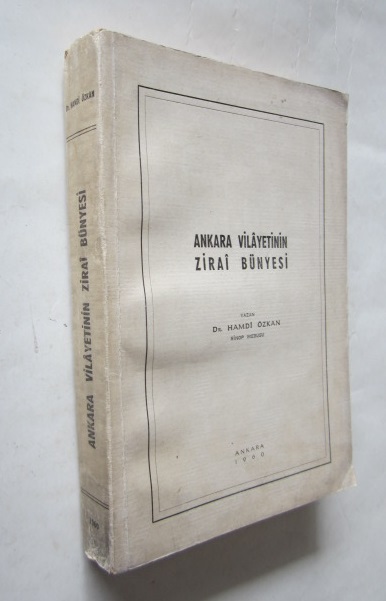 Dr. HAMDİ ÖZKAN
ANKARA VİLÂYETİNİN ZİRAÎ BÜNYESİ
ANKARA VİLÂYETİNİN
ZİRAÎ BÜNYESİ
YAZAN
Dr. HAMDİ ÖZKAN
ANKARA